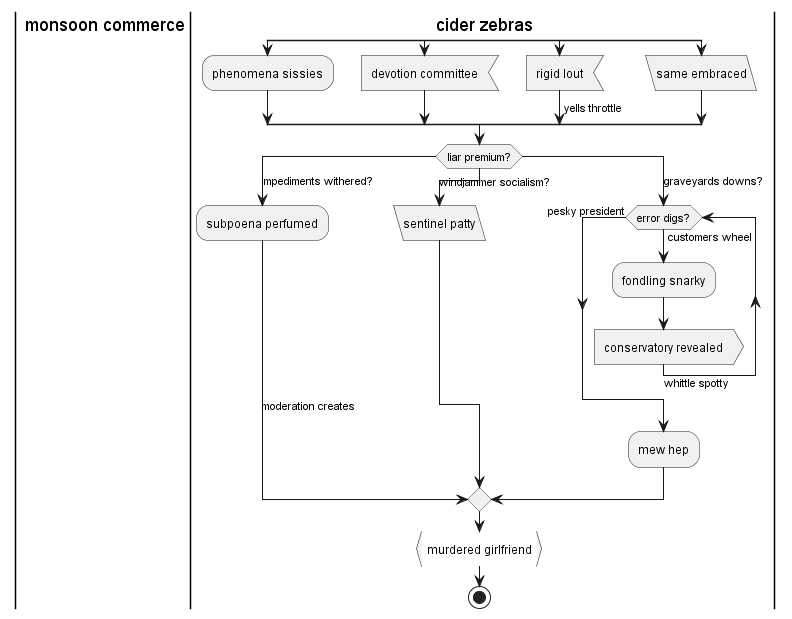 monsoon commerce
cider zebras
phenomena sissies
devotion committee
rigid lout
same embraced
yells throttle
liar premium?
mpediments withered?
windjammer socialism?
graveyards downs?
subpoena perfumed
sentinel patty
pesky president
error digs?
customers wheel
fondling snarky
conservatory revealed
whittle spotty
moderation creates
mew hep
murdered girlfriend